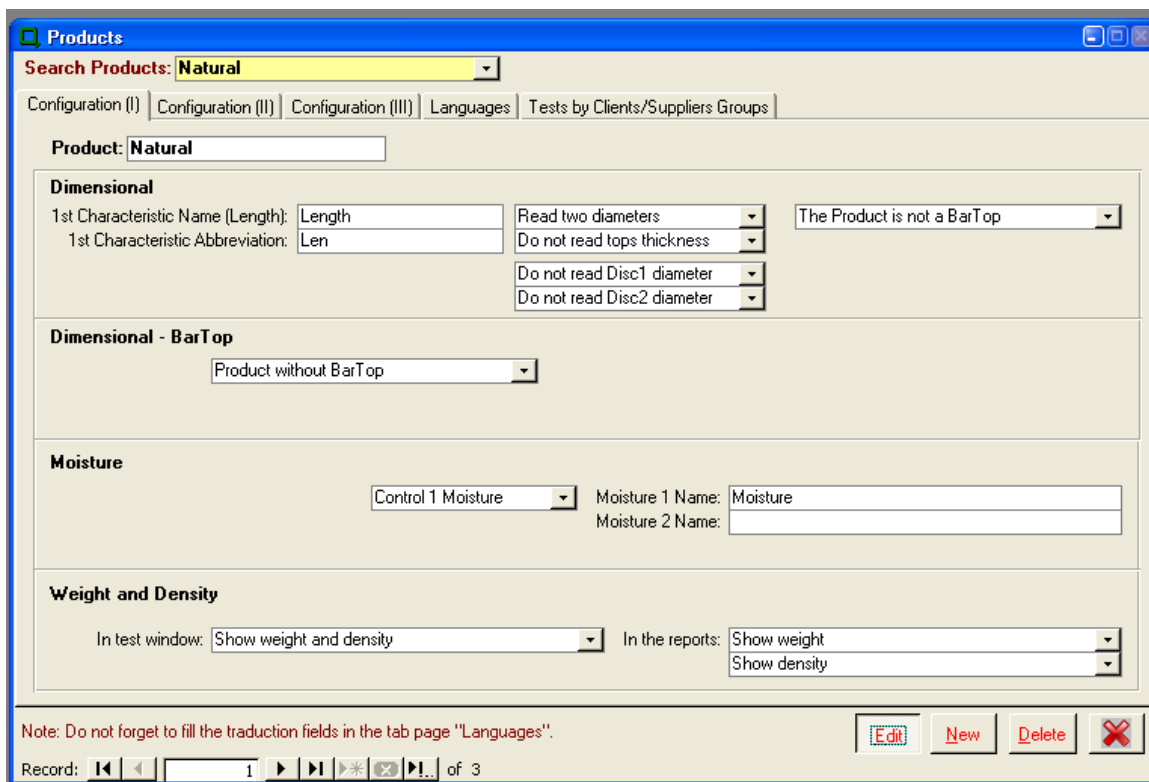 Products
Search Products: Natural
Configuration (I) Configuration (II) Configuration (III) Languages Tests by Clients/Suppliers Groups
Product: Natural
Dimensional
1st Characteristic Name (Length): Length Read two diameters The Product is not a BarTop
1st Characteristic Abbreviation: Len Do not read tops thickness
Do not read Disc1 diameter
Do not read Disc2 diameter
Dimensional - BarTop
Product without BarTop
Moisture
Control 1 Moisture Moisture 1 Name: Moisture
Moisture 2 Name:
Weight and Density
In test window: Show weight and density In the reports: Show weight
Show density
Note: Do not forget to fill the traduction fields in the tab page "Languages".
Edit New Delete
Record: 1 of 3